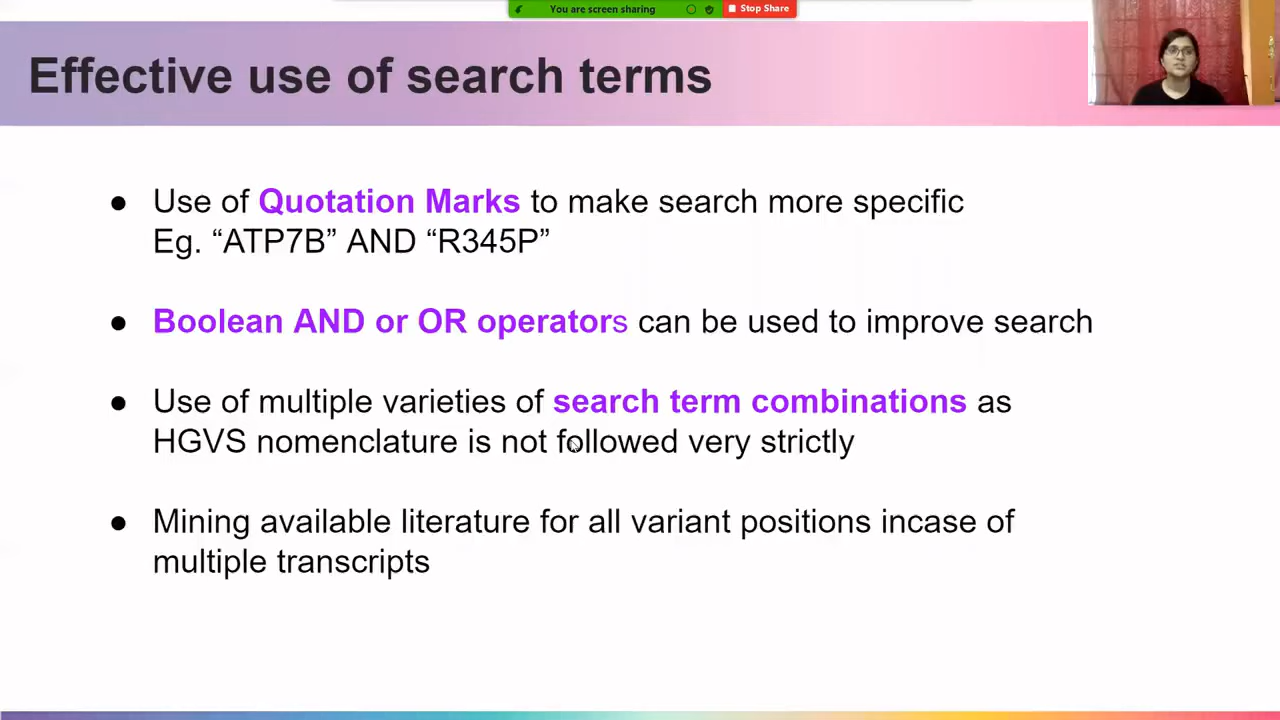 You are screen sharing
Stop Share
Effective use of search terms
● Use of Quotation Marks to make search more specific
Eg. “ATP7B” AND “R345P”
● Boolean AND or OR operators can be used to improve search
● Use of multiple varieties of search term combinations as
HGVS nomenclature is not followed very strictly
● Mining available literature for all variant positions incase of
multiple transcripts